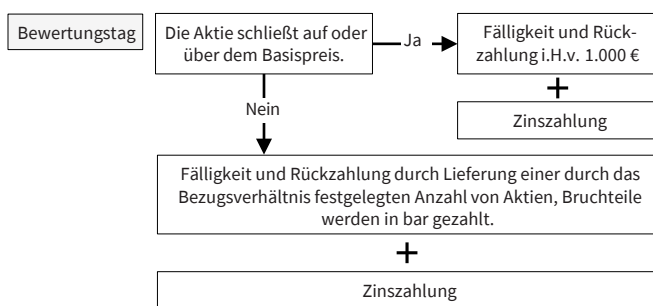 Bewertungstag
Die Aktie schließt auf oder
über dem Basispreis.
Ja
Fälligkeit und Rück-
zahlung i.H.v. 1.000 €
+
Zinszahlung
Nein
Fälligkeit und Rückzahlung durch Lieferung einer durch das
Bezugsverhältnis festgelegten Anzahl von Aktien, Bruchteile
werden in bar gezahlt.
+
Zinszahlung